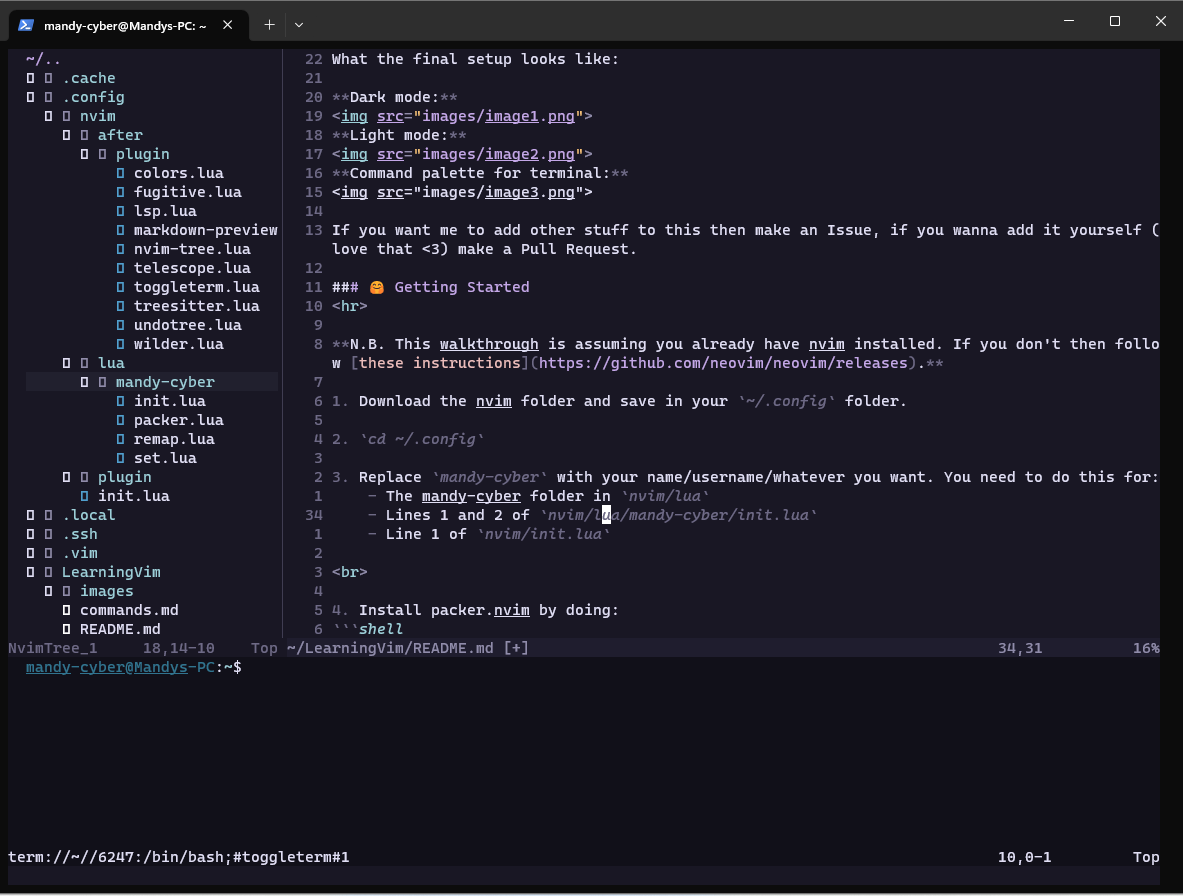 mandy-cyber@Mandys-PC: ~
~/..
.cache
.config
nvim
after
plugin
colors.lua
fugitive.lua
lsp.lua
markdown-preview
nvim-tree.lua
telescope.lua
toggleterm.lua
treesitter.lua
undotree.lua
wilder.lua
lua
mandy-cyber
init.lua
packer.lua
remap.lua
set.lua
plugin
init.lua
.local
.ssh
.vim
LearningVim
images
commands.md
README.md
NvimTree_1 18,14-10 Top
22 What the final setup looks like:
21
20 **Dark mode:**
19 <img src="images/image1.png">
18 **Light mode:**
17 <img src="images/image2.png">
16 **Command palette for terminal:**
15 <img src="images/image3.png">
14
13 If you want me to add other stuff to this then make an Issue, if you wanna add it yourself (
love that <3) make a Pull Request.
12
11 ### 🤗 Getting Started
10 <hr>
9
8 **N.B. This walkthrough is assuming you already have nvim installed. If you don't then follo
w [these instructions](https://github.com/neovim/neovim/releases).**
7
6 1. Download the nvim folder and save in your `~/.config` folder.
5
4 2. `cd ~/.config`
3
2 3. Replace `mandy-cyber` with your name/username/whatever you want. You need to do this for:
1 - The mandy-cyber folder in `nvim/lua`
34 - Lines 1 and 2 of `nvim/lua/mandy-cyber/init.lua`
1 - Line 1 of `nvim/init.lua`
2
3 <br>
4
5 4. Install packer.nvim by doing:
6 ```shell
~/LearningVim/README.md [+] 34,31 16%
mandy-cyber@Mandys-PC:~$
term://~//6247:/bin/bash;#toggleterm#1 10,0-1 Top